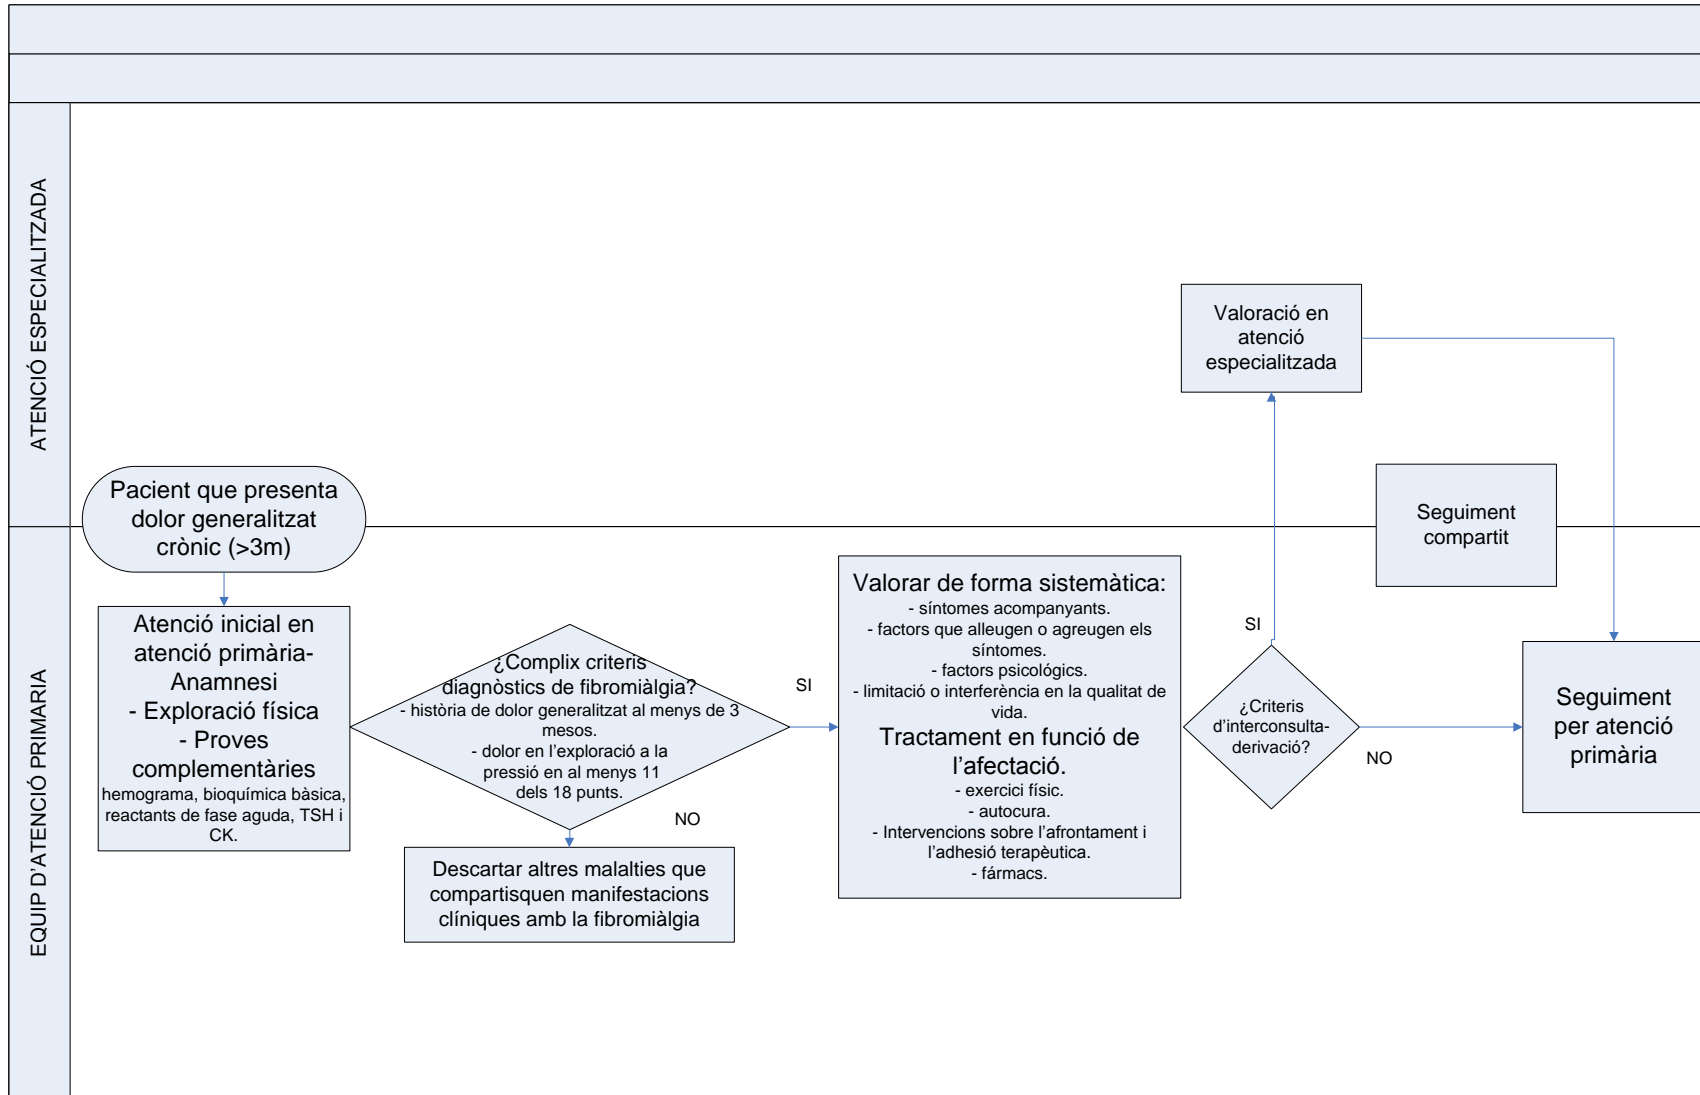 ATENCIÓ ESPECIALITZADA
EQUIP D'ATENCIÓ PRIMARIA
Pacient que presenta
dolor generalitzat
crònic (>3m)
Atenció inicial en
atenció primària-
Anamnesi
- Exploració física
- Proves
complementàries
hemograma, bioquímica bàsica,
reactants de fase aguda, TSH i
CK.
¿Complix criteris
diagnòstics de fibromiàlgia?
- història de dolor generalitzat al menys de 3
mesos.
- dolor en l'exploració a la
pressió en al menys 11
dels 18 punts.
SI
NO
Descartar altres malalties que
compartisquen manifestacions
clíniques amb la fibromiàlgia
Valorar de forma sistemàtica:
- síntomes acompanyants.
- factors que alleugen o agreugen els
síntomes.
- factors psicológics.
- limitació o interferència en la qualitat de
vida.
Tractament en funció de
l'afectació.
- exercici físic.
- autocura.
- Intervencions sobre l'afrontament i
l'adhesió terapèutica.
- fármacs.
¿Criteris
d'interconsulta-
derivació?
SI
NO
Valoració en
atenció
especialitzada
Seguiment
compartit
Seguiment
per atenció
primària